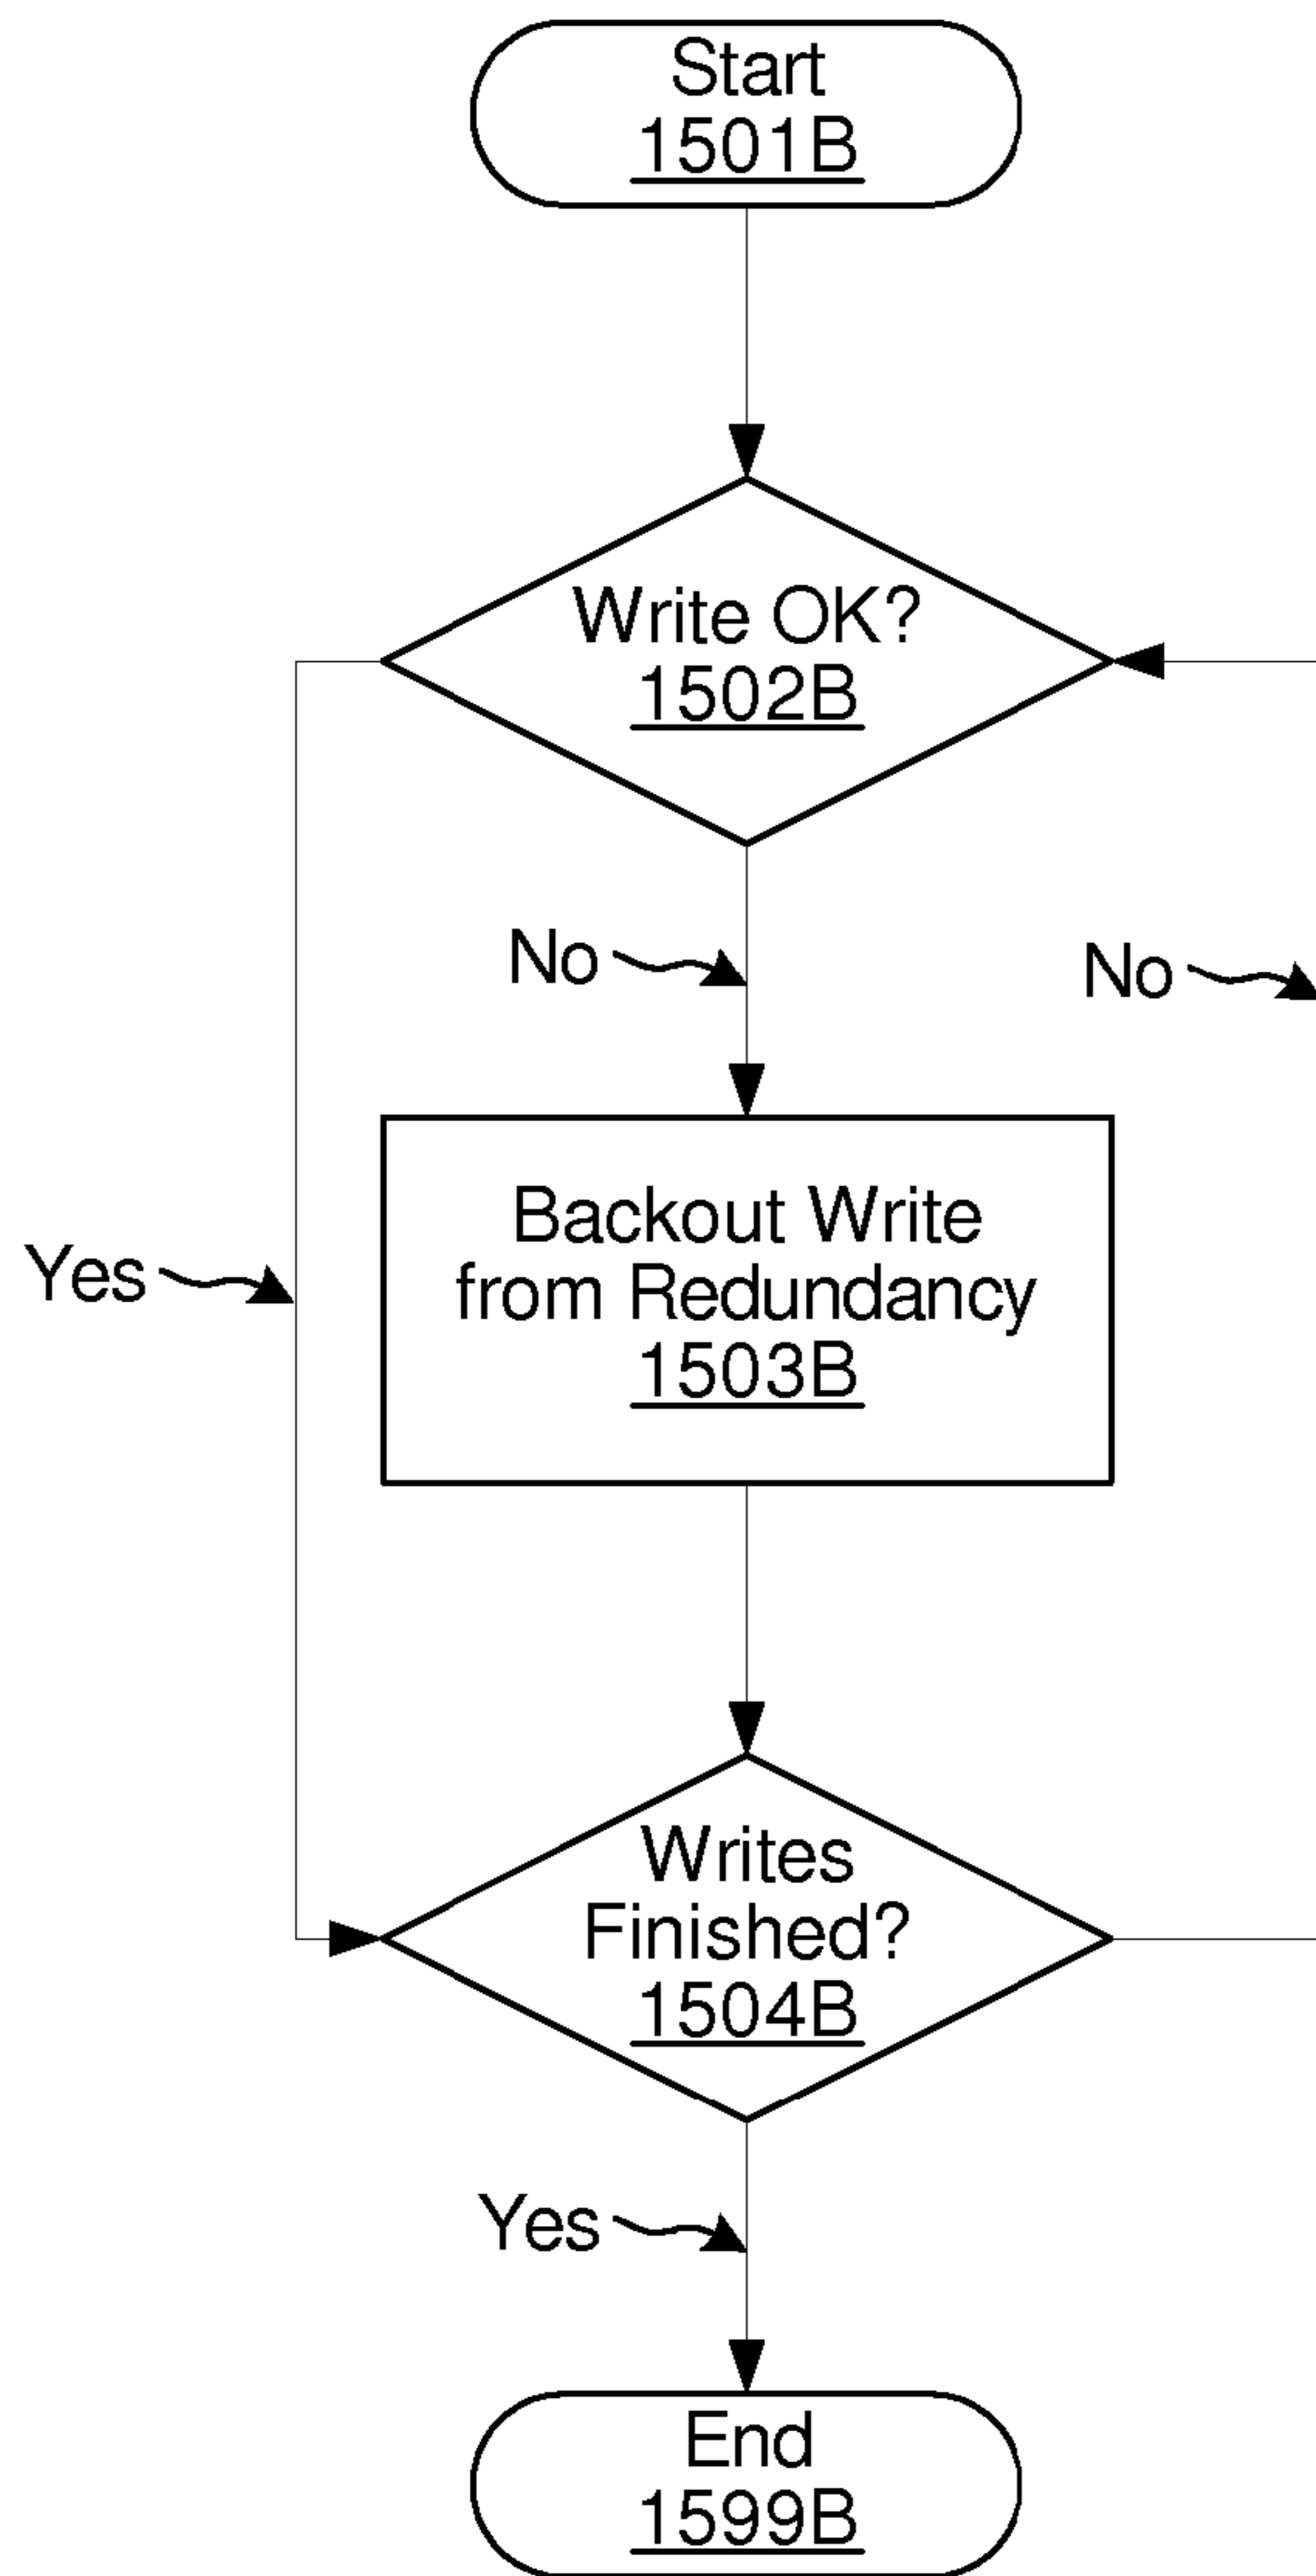 Start
1501B
Write OK?
1502B
No
No
Backout Write
from Redundancy
1503B
Yes
Writes
Finished?
1504B
Yes
End
1599B